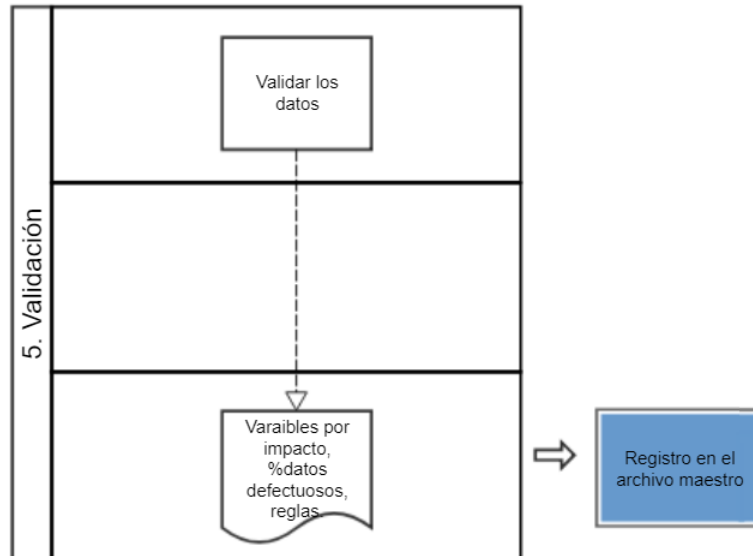 5. Validación
Validar los
datos
Varaibles por
impacto,
%datos
defectuosos,
reglas.
Registro en el
archivo maestro